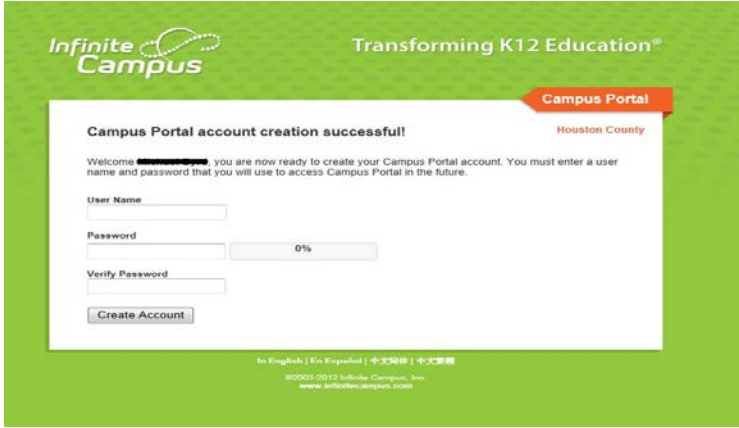 Infinite Campus
Transforming K12 Education®
Campus Portal
Campus Portal account creation successful!
Houston County
Welcome , you are now ready to create your Campus Portal account. You must enter a user
name and password that you will use to access Campus Portal in the future.
User Name
Password
0%
Verify Password
Create Account
In English | En Español | 中文简体 | 中文繁體
©2003-2012 Infinite Campus, Inc.
www.infinitecampus.com